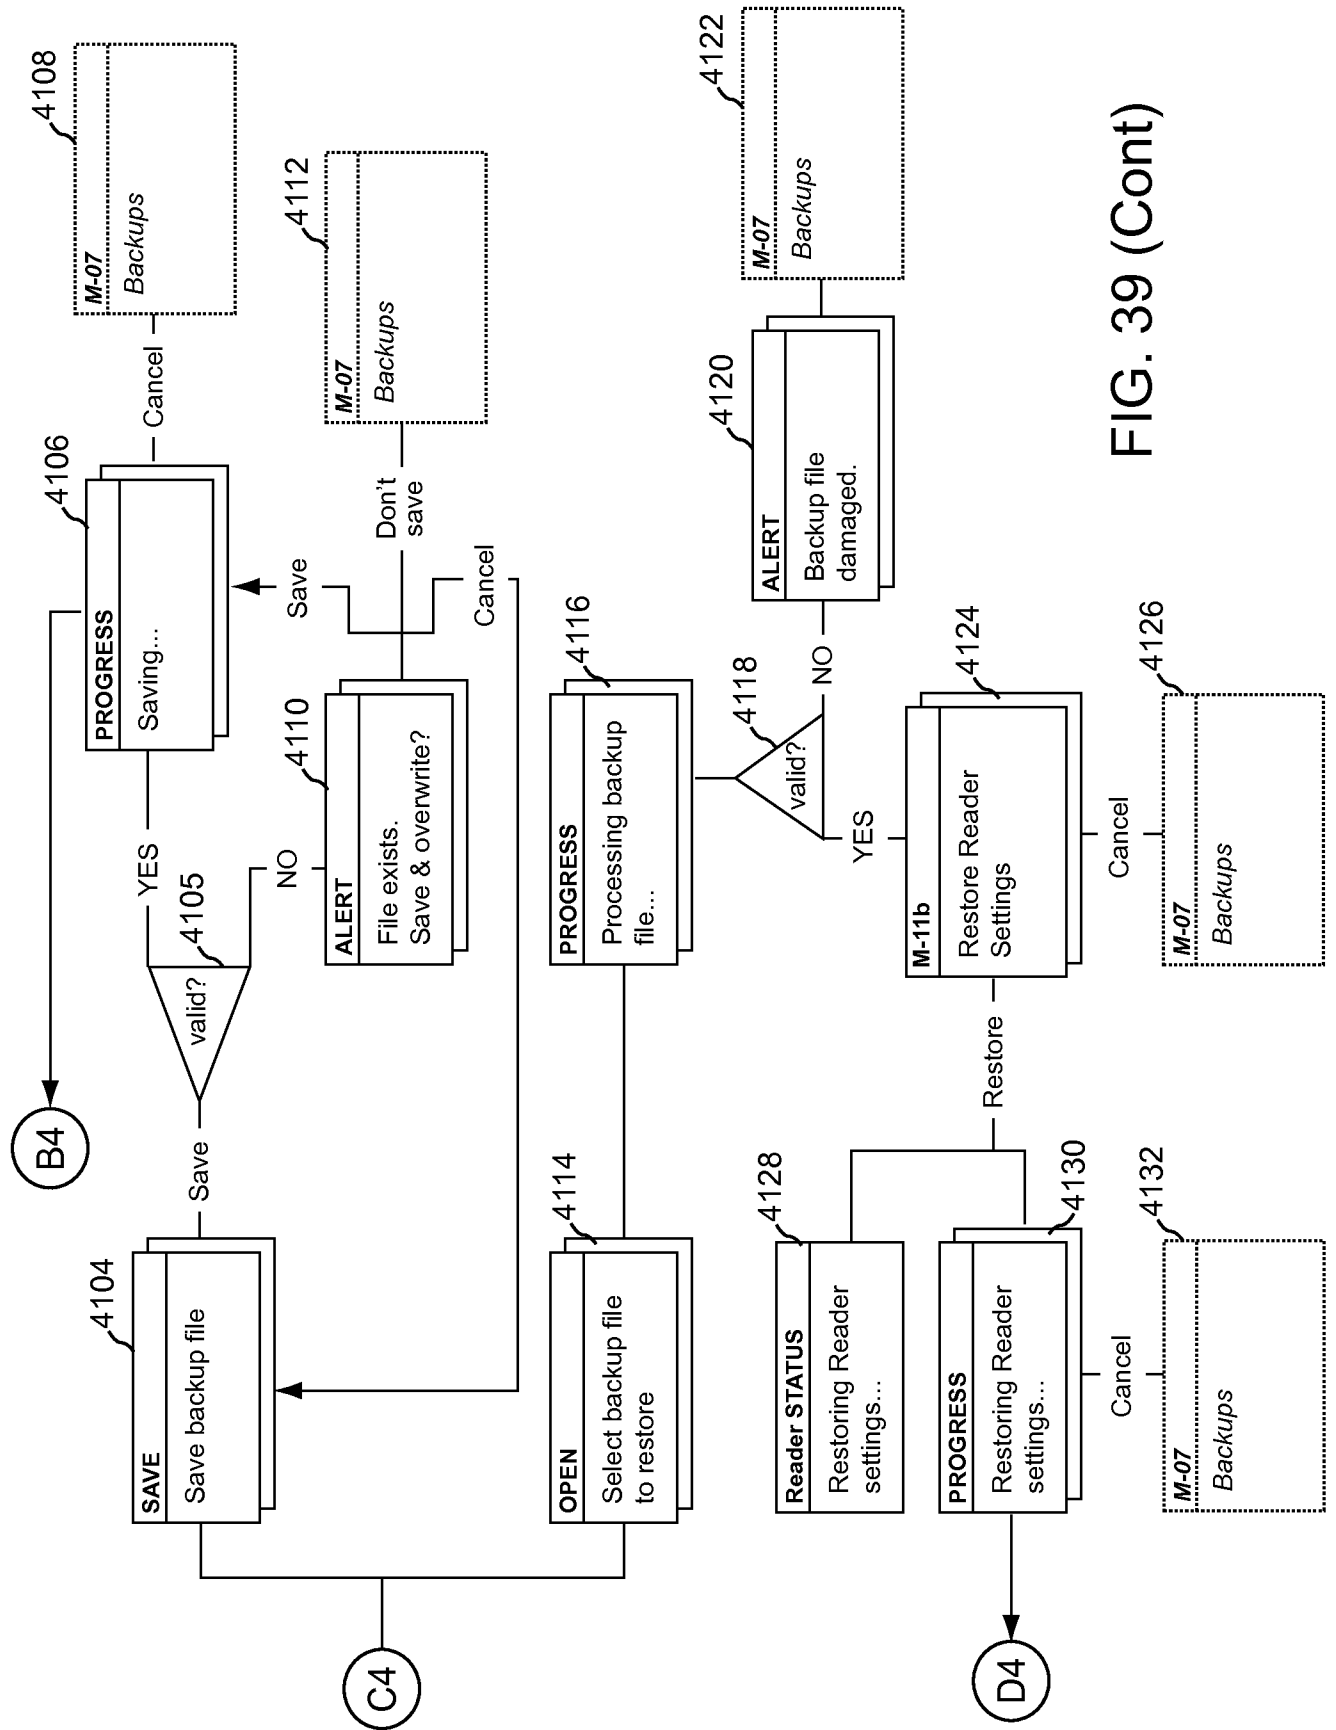 C4
4104
SAVE
Save backup file
Save
valid?
4105
YES
NO
B4
4106
PROGRESS
Saving...
Cancel
4108
M-07
Backups
4110
ALERT
File exists.
Save & overwrite?
Save
Don't
save
Cancel
4112
M-07
Backups
4114
OPEN
Select backup file
to restore
4116
PROGRESS
Processing backup
file...
4118
valid?
NO
YES
4120
ALERT
Backup file
damaged.
4122
M-07
Backups
4124
M-11b
Restore Reader
Settings
Cancel
4126
M-07
Backups
Restore
4128
Reader STATUS
Restoring Reader
settings...
4130
PROGRESS
Restoring Reader
settings...
D4
Cancel
4132
M-07
Backups
FIG. 39 (Cont)